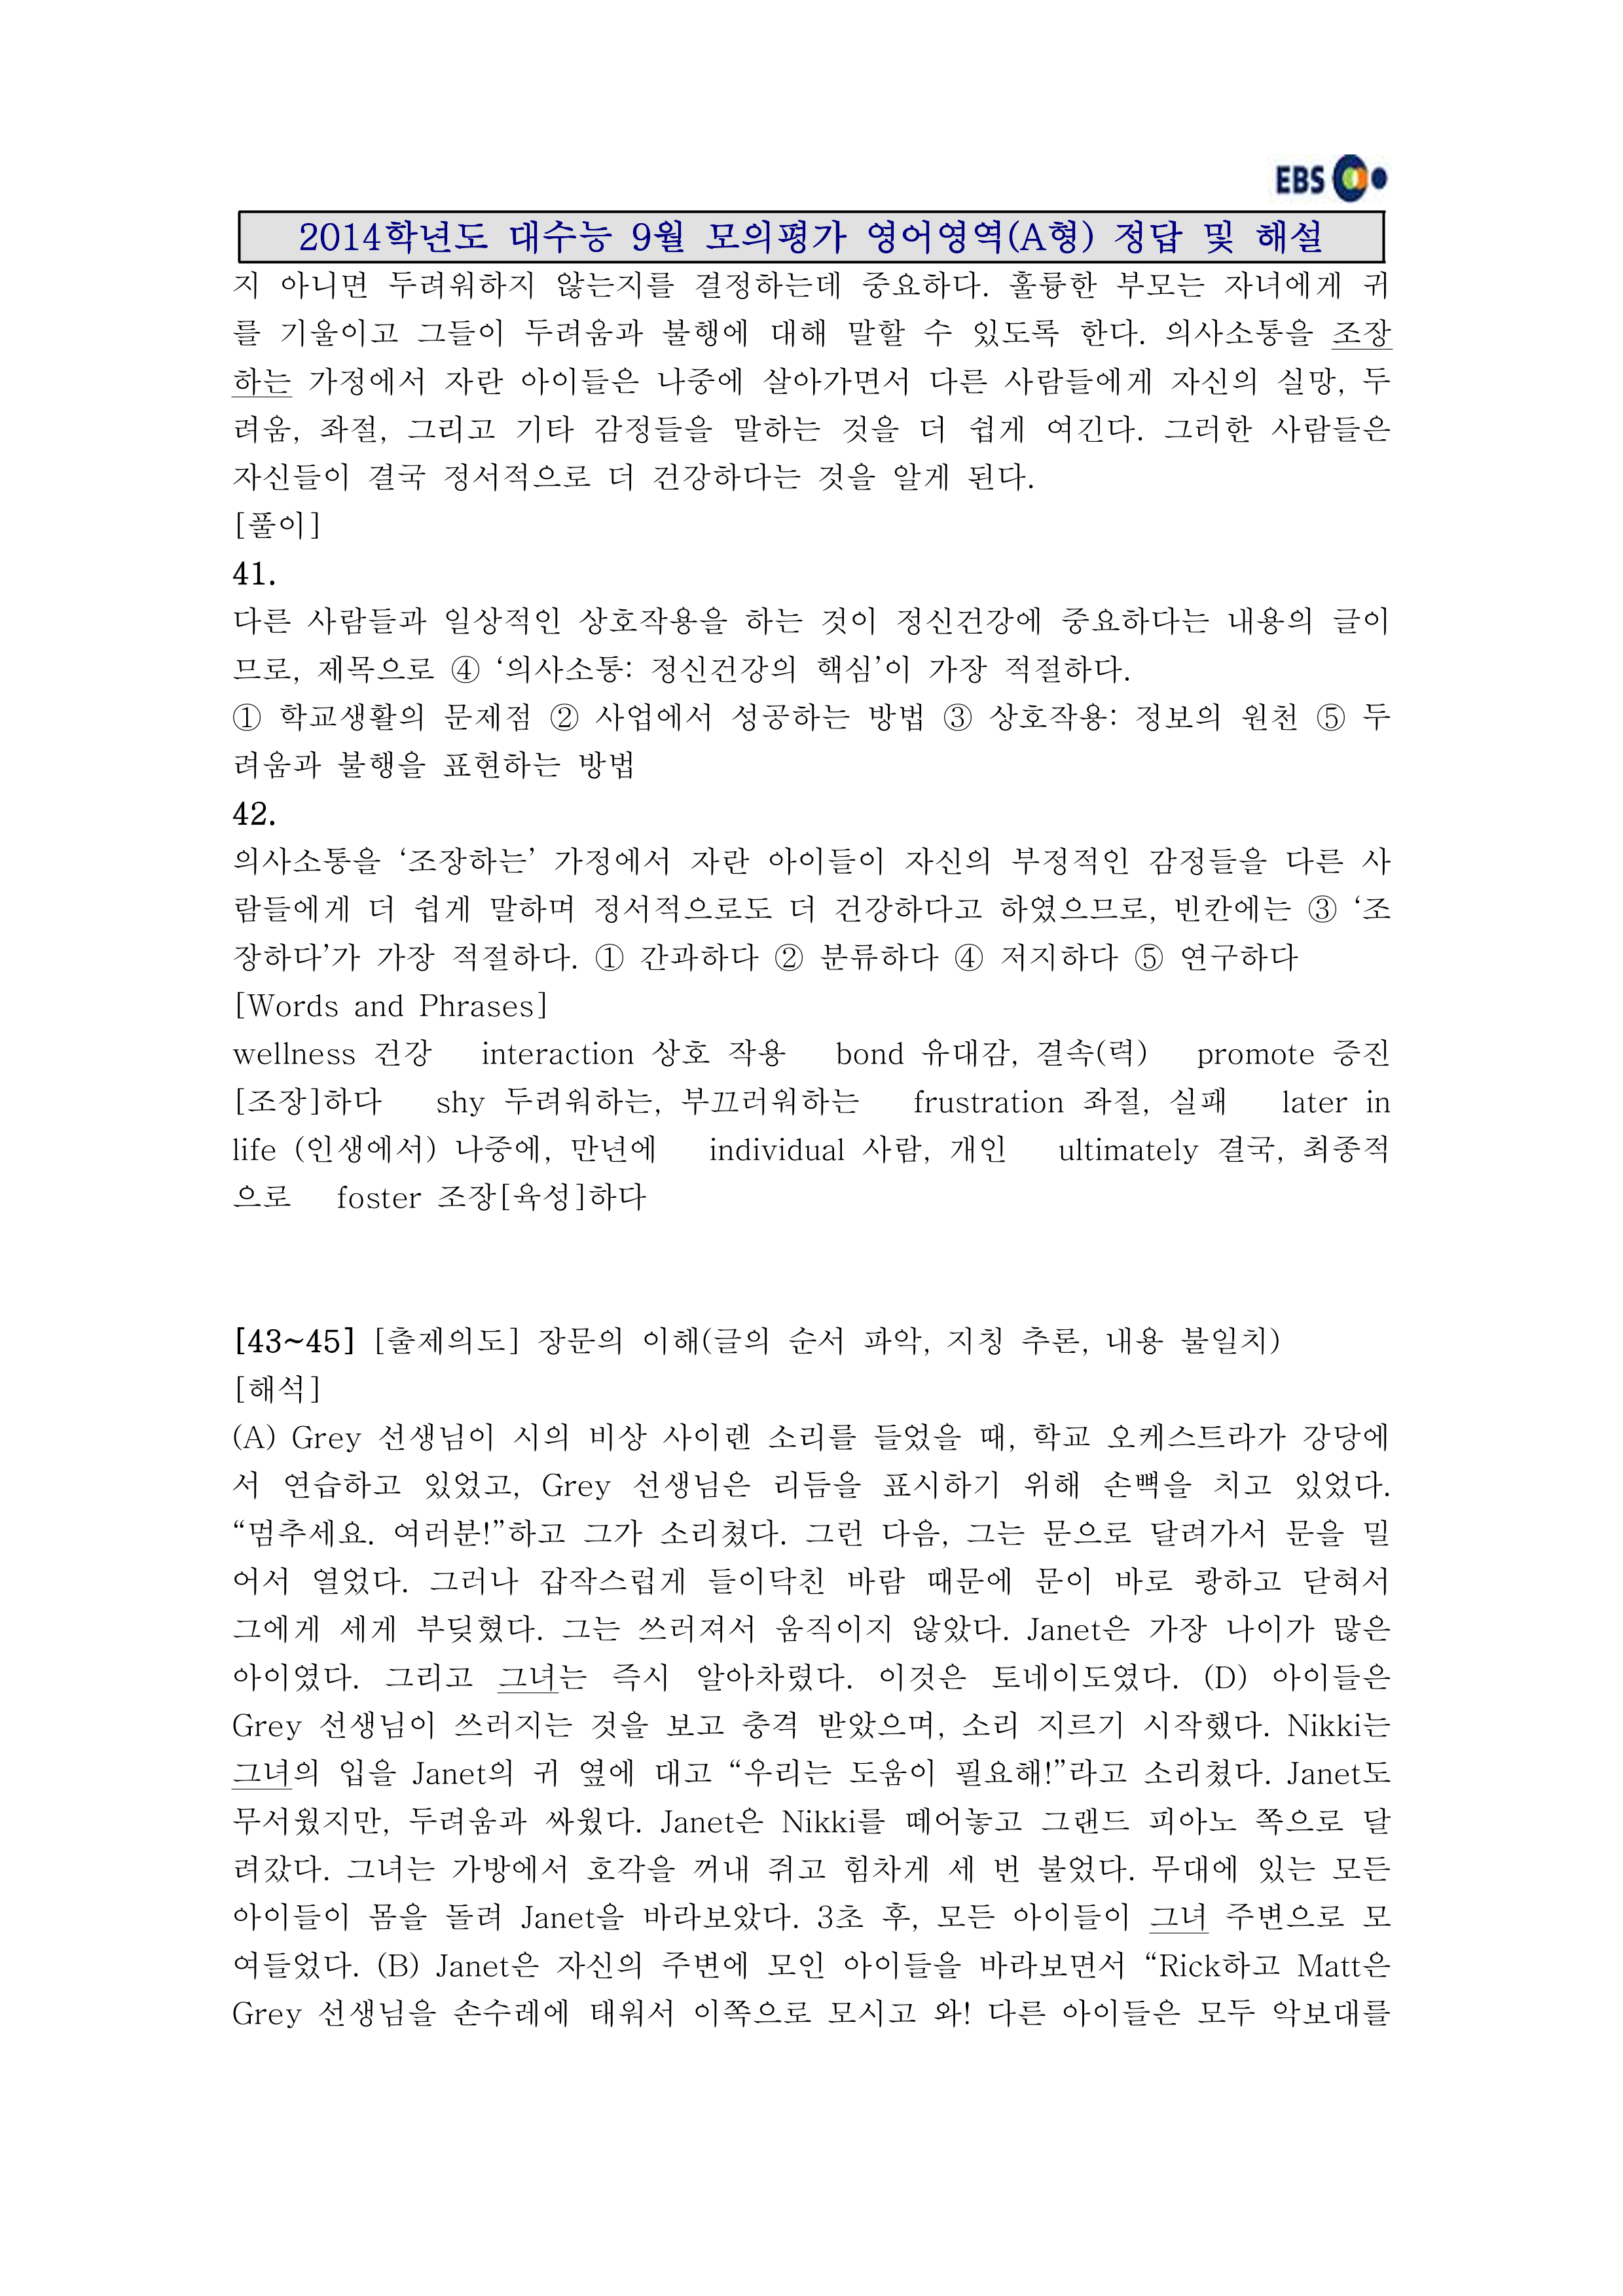 EBS
2014학년도 대수능 9월 모의평가 영어영역(A형) 정답 및 해설
지 아니면 두려워하지 않는지를 결정하는데 중요하다. 훌륭한 부모는 자녀에게 귀
를 기울이고 그들이 두려움과 불행에 대해 말할 수 있도록 한다. 의사소통을 조장
하는 가정에서 자란 아이들은 나중에 살아가면서 다른 사람들에게 자신의 실망, 두
려움, 좌절, 그리고 기타 감정들을 말하는 것을 더 쉽게 여긴다. 그러한 사람들은
자신들이 결국 정서적으로 더 건강하다는 것을 알게 된다.
[풀이]
41.
다른 사람들과 일상적인 상호작용을 하는 것이 정신건강에 중요하다는 내용의 글이
므로, 제목으로 ④ ‘의사소통: 정신건강의 핵심’이 가장 적절하다.
① 학교생활의 문제점 ② 사업에서 성공하는 방법 ③ 상호작용: 정보의 원천 ⑤ 두
려움과 불행을 표현하는 방법
42.
의사소통을 ‘조장하는’ 가정에서 자란 아이들이 자신의 부정적인 감정들을 다른 사
람들에게 더 쉽게 말하며 정서적으로도 더 건강하다고 하였으므로, 빈칸에는 ③ ‘조
장하다’가 가장 적절하다. ① 간과하다 ② 분류하다 ④ 저지하다 ⑤ 연구하다
[Words and Phrases]
wellness 건강 interaction 상호 작용 bond 유대감, 결속(력) promote 증진
[조장]하다 shy 두려워하는, 부끄러워하는 frustration 좌절, 실패 later in
life (인생에서) 나중에, 만년에 individual 사람, 개인 ultimately 결국, 최종적
으로 foster 조장[육성]하다
[43~45] [출제의도] 장문의 이해(글의 순서 파악, 지칭 추론, 내용 불일치)
[해석]
(A) Grey 선생님이 시의 비상 사이렌 소리를 들었을 때, 학교 오케스트라가 강당에
서 연습하고 있었고, Grey 선생님은 리듬을 표시하기 위해 손뼉을 치고 있었다.
“멈추세요. 여러분!”하고 그가 소리쳤다. 그런 다음, 그는 문으로 달려가서 문을 밀
어서 열었다. 그러나 갑작스럽게 들이닥친 바람 때문에 문이 바로 쾅하고 닫혀서
그에게 세게 부딪혔다. 그는 쓰러져서 움직이지 않았다. Janet은 가장 나이가 많은
아이였다. 그리고 그녀는 즉시 알아차렸다. 이것은 토네이도였다. (D) 아이들은
Grey 선생님이 쓰러지는 것을 보고 충격 받았으며, 소리 지르기 시작했다. Nikki는
그녀의 입을 Janet의 귀 옆에 대고 “우리는 도움이 필요해!”라고 소리쳤다. Janet도
무서웠지만, 두려움과 싸웠다. Janet은 Nikki를 떼어놓고 그랜드 피아노 쪽으로 달
려갔다. 그녀는 가방에서 호각을 꺼내 쥐고 힘차게 세 번 불었다. 무대에 있는 모든
아이들이 몸을 돌려 Janet을 바라보았다. 3초 후, 모든 아이들이 그녀 주변으로 모
여들었다. (B) Janet은 자신의 주변에 모인 아이들을 바라보면서 “Rick하고 Matt은
Grey 선생님을 손수레에 태워서 이쪽으로 모시고 와! 다른 아이들은 모두 악보대를